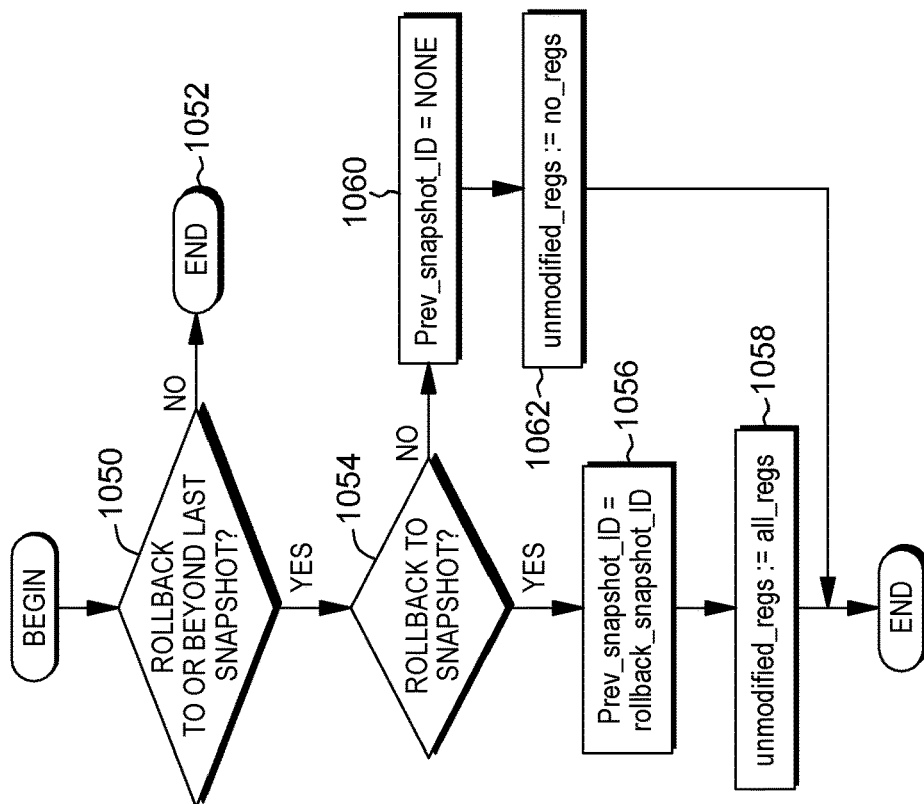 BEGIN
1050
ROLLBACK
TO OR BEYOND LAST
SNAPSHOT?
NO
END
1052
YES
1054
ROLLBACK TO
SNAPSHOT?
NO
1060
Prev_snapshot_ID = NONE
1062
unmodified_regs := no_regs
YES
1056
Prev_snapshot_ID =
rollback_snapshot_ID
1058
unmodified_regs := all_regs
END